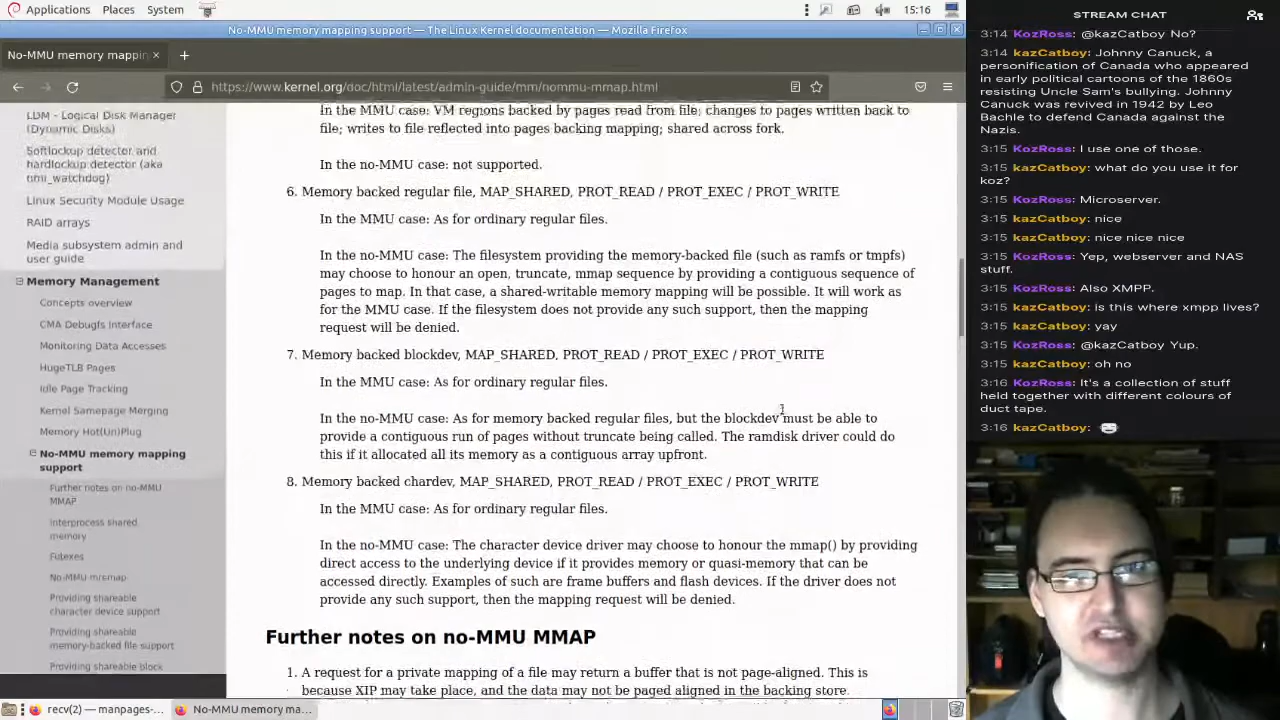 Applications Places System
15:16
No-MMU memory mapping support — The Linux Kernel documentation — Mozilla Firefox
No-MMU memory mappin
https://www.kernel.org/doc/html/latest/admin-guide/mm/nommu-mmap.html
LDM - Logical Disk Manager
(Dynamic Disks)
Softlockup detector and
hardlockup detector (aka
nmi_watchdog)
Linux Security Module Usage
RAID arrays
Media subsystem admin and
user guide
Memory Management
Concepts overview
CMA Debugfs Interface
Monitoring Data Accesses
HugeTLB Pages
Idle Page Tracking
Kernel Samepage Merging
Memory Hot(Un)Plug
No-MMU memory mapping
support
Further notes on no-MMU
MMAP
Interprocess shared
memory
Futexes
No-MMU mremap
Providing shareable
character device support
Providing shareable
memory-backed file support
Providing shareable block
In the MMU case: VM regions backed by pages read from file; changes to pages written back to
file; writes to file reflected into pages backing mapping; shared across fork.
In the no-MMU case: not supported.
6. Memory backed regular file, MAP_SHARED, PROT_READ / PROT_EXEC / PROT_WRITE
In the MMU case: As for ordinary regular files.
In the no-MMU case: The filesystem providing the memory-backed file (such as ramfs or tmpfs)
may choose to honour an open, truncate, mmap sequence by providing a contiguous sequence of
pages to map. In that case, a shared-writable memory mapping will be possible. It will work as
for the MMU case. If the filesystem does not provide any such support, then the mapping
request will be denied.
7. Memory backed blockdev, MAP_SHARED, PROT_READ / PROT_EXEC / PROT_WRITE
In the MMU case: As for ordinary regular files.
In the no-MMU case: As for memory backed regular files, but the blockdev must be able to
provide a contiguous run of pages without truncate being called. The ramdisk driver could do
this if it allocated all its memory as a contiguous array upfront.
8. Memory backed chardev, MAP_SHARED, PROT_READ / PROT_EXEC / PROT_WRITE
In the MMU case: As for ordinary regular files.
In the no-MMU case: The character device driver may choose to honour the mmap() by providing
direct access to the underlying device if it provides memory or quasi-memory that can be
accessed directly. Examples of such are frame buffers and flash devices. If the driver does not
provide any such support, then the mapping request will be denied.
Further notes on no-MMU MMAP
1. A request for a private mapping of a file may return a buffer that is not page-aligned. This is
because XIP may take place, and the data may not be paged aligned in the backing store.
recv(2) — manpages-...
No-MMU memory ma...
STREAM CHAT
3:14 KozRoss: @kazCatboy No?
3:14 kazCatboy: Johnny Canuck, a
personification of Canada who appeared
in early political cartoons of the 1860s
resisting Uncle Sam's bullying. Johnny
Canuck was revived in 1942 by Leo
Bachle to defend Canada against the
Nazis.
3:15 KozRoss: I use one of those.
3:15 kazCatboy: what do you use it for
koz?
3:15 KozRoss: Microserver.
3:15 kazCatboy: nice
3:15 kazCatboy: nice nice nice
3:15 KozRoss: Yep, webserver and NAS
stuff.
3:15 KozRoss: Also XMPP.
3:15 kazCatboy: is this where xmpp lives?
3:15 kazCatboy: yay
3:15 KozRoss: @kazCatboy Yup.
3:15 kazCatboy: oh no
3:16 KozRoss: It's a collection of stuff
held together with different colours of
duct tape.
3:16 kazCatboy: